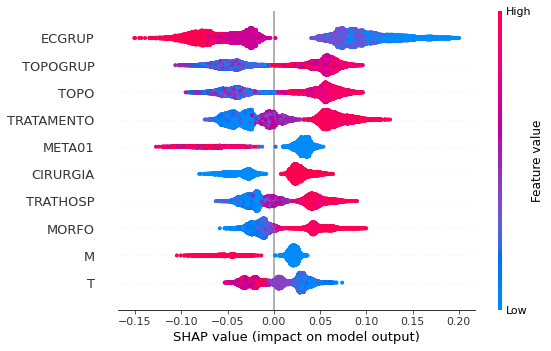 High
ECGRUP
TOPOGRUP
TOPO
TRATAMENTO
META01
CIRURGIA
TRATHOSP
MORFO
M
T
Feature value
Low
−0.15 −0.10 −0.05 0.00 0.05 0.10 0.15 0.20
SHAP value (impact on model output)